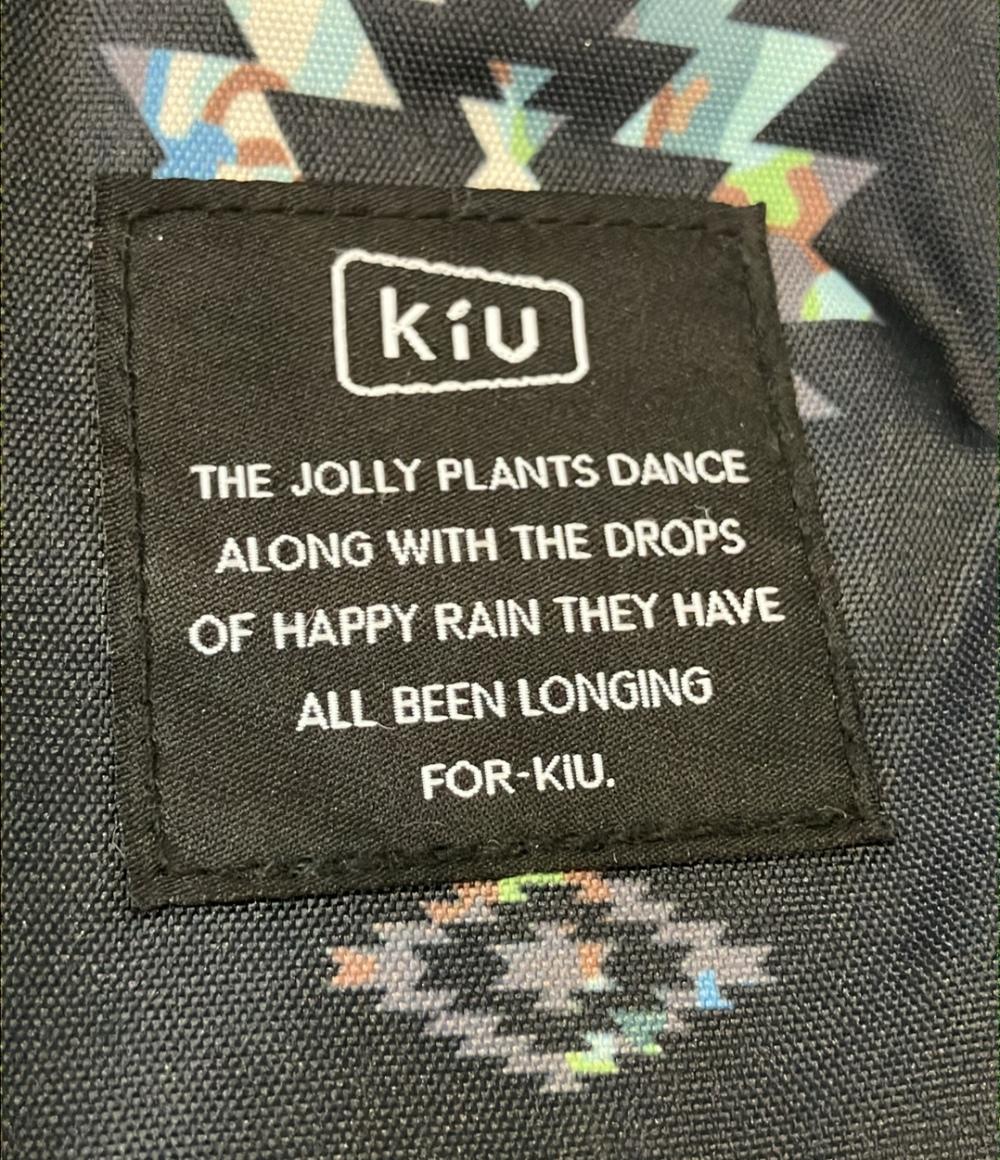 kiU
THE JOLLY PLANTS DANCE
ALONG WITH THE DROPS
OF HAPPY RAIN THEY HAVE
ALL BEEN LONGING
FOR-KiU.